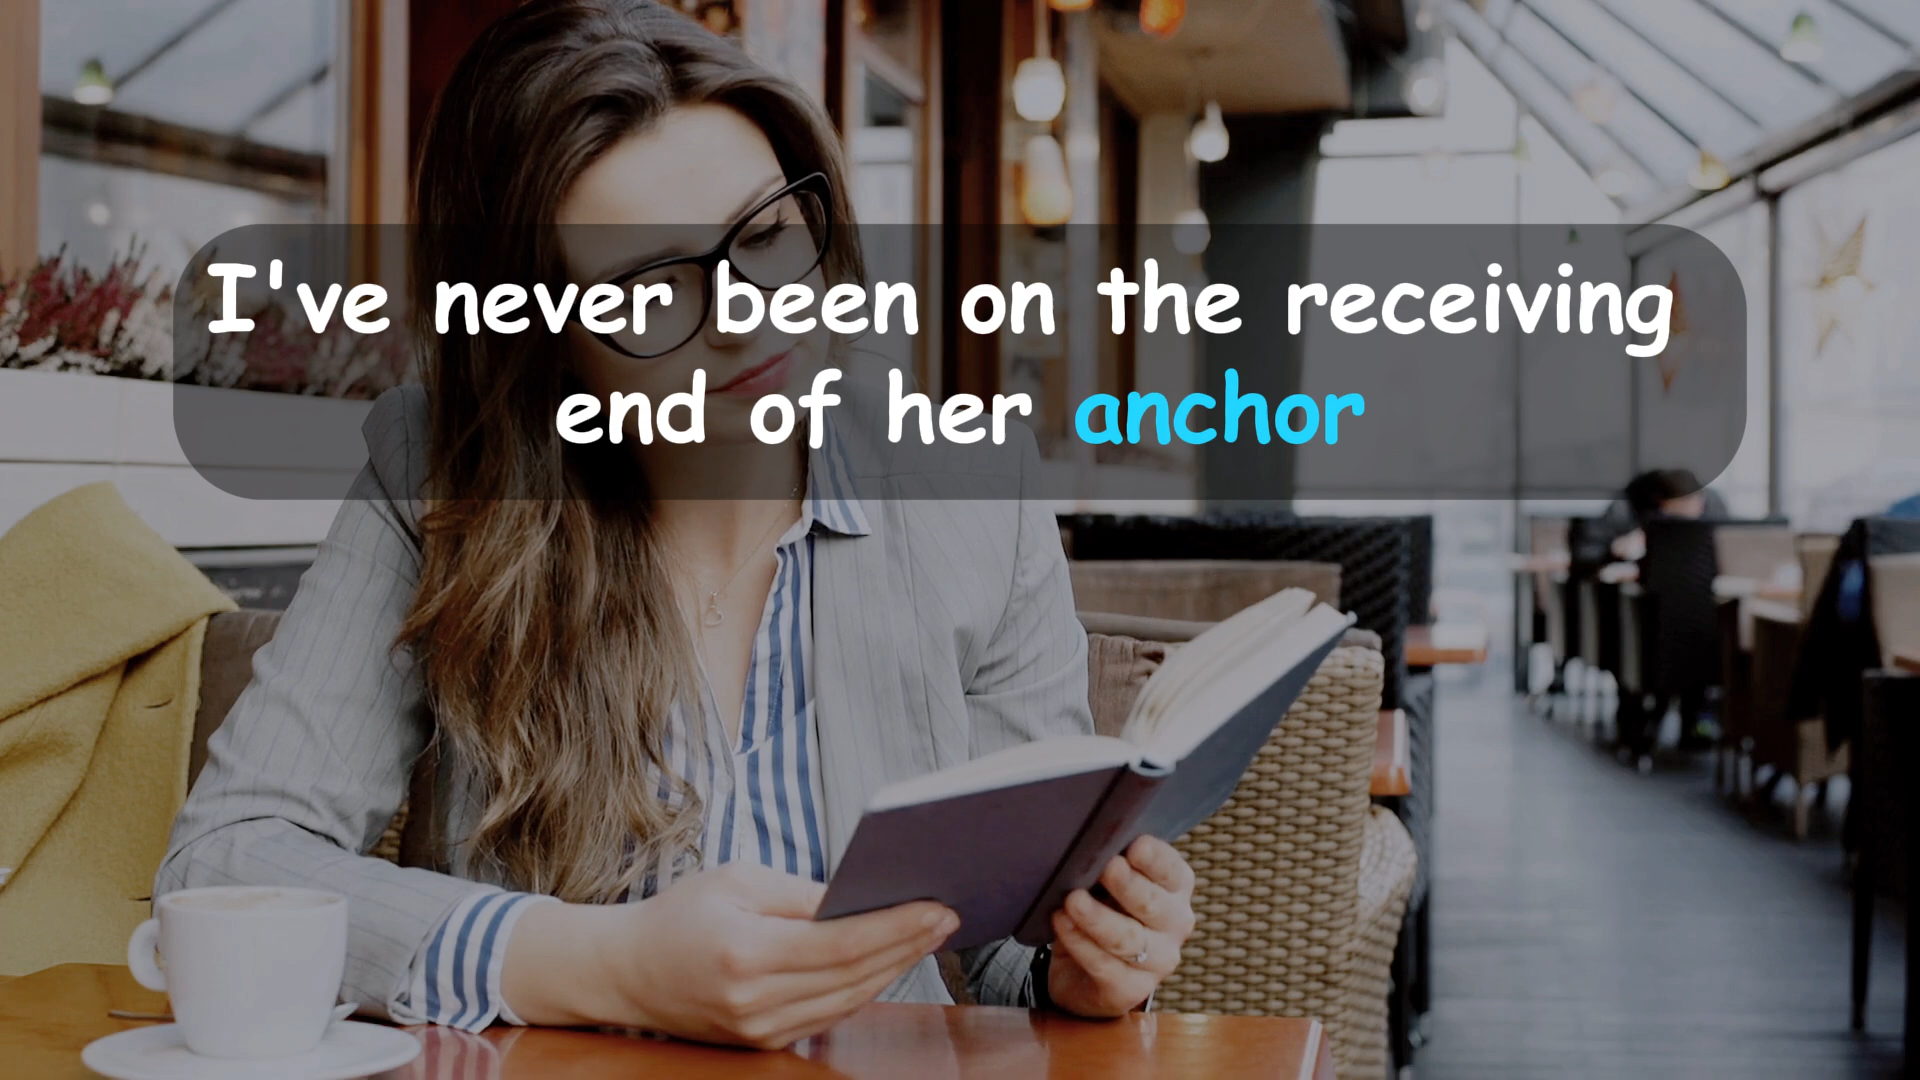 I've never been on the receiving
end of her anchor